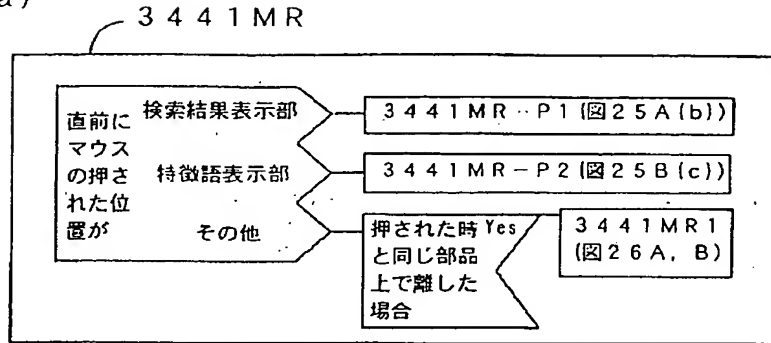 a)
3441MR
直前に
マウス
の押さ
れた位
置が
検索結果表示部
3441MR-P1(図25A(b))
特徴語表示部
3441MR-P2(図25B(c))
その他
押された時
と同じ部品
上で離した
場合
Yes
3441MR1
(図26A, B)